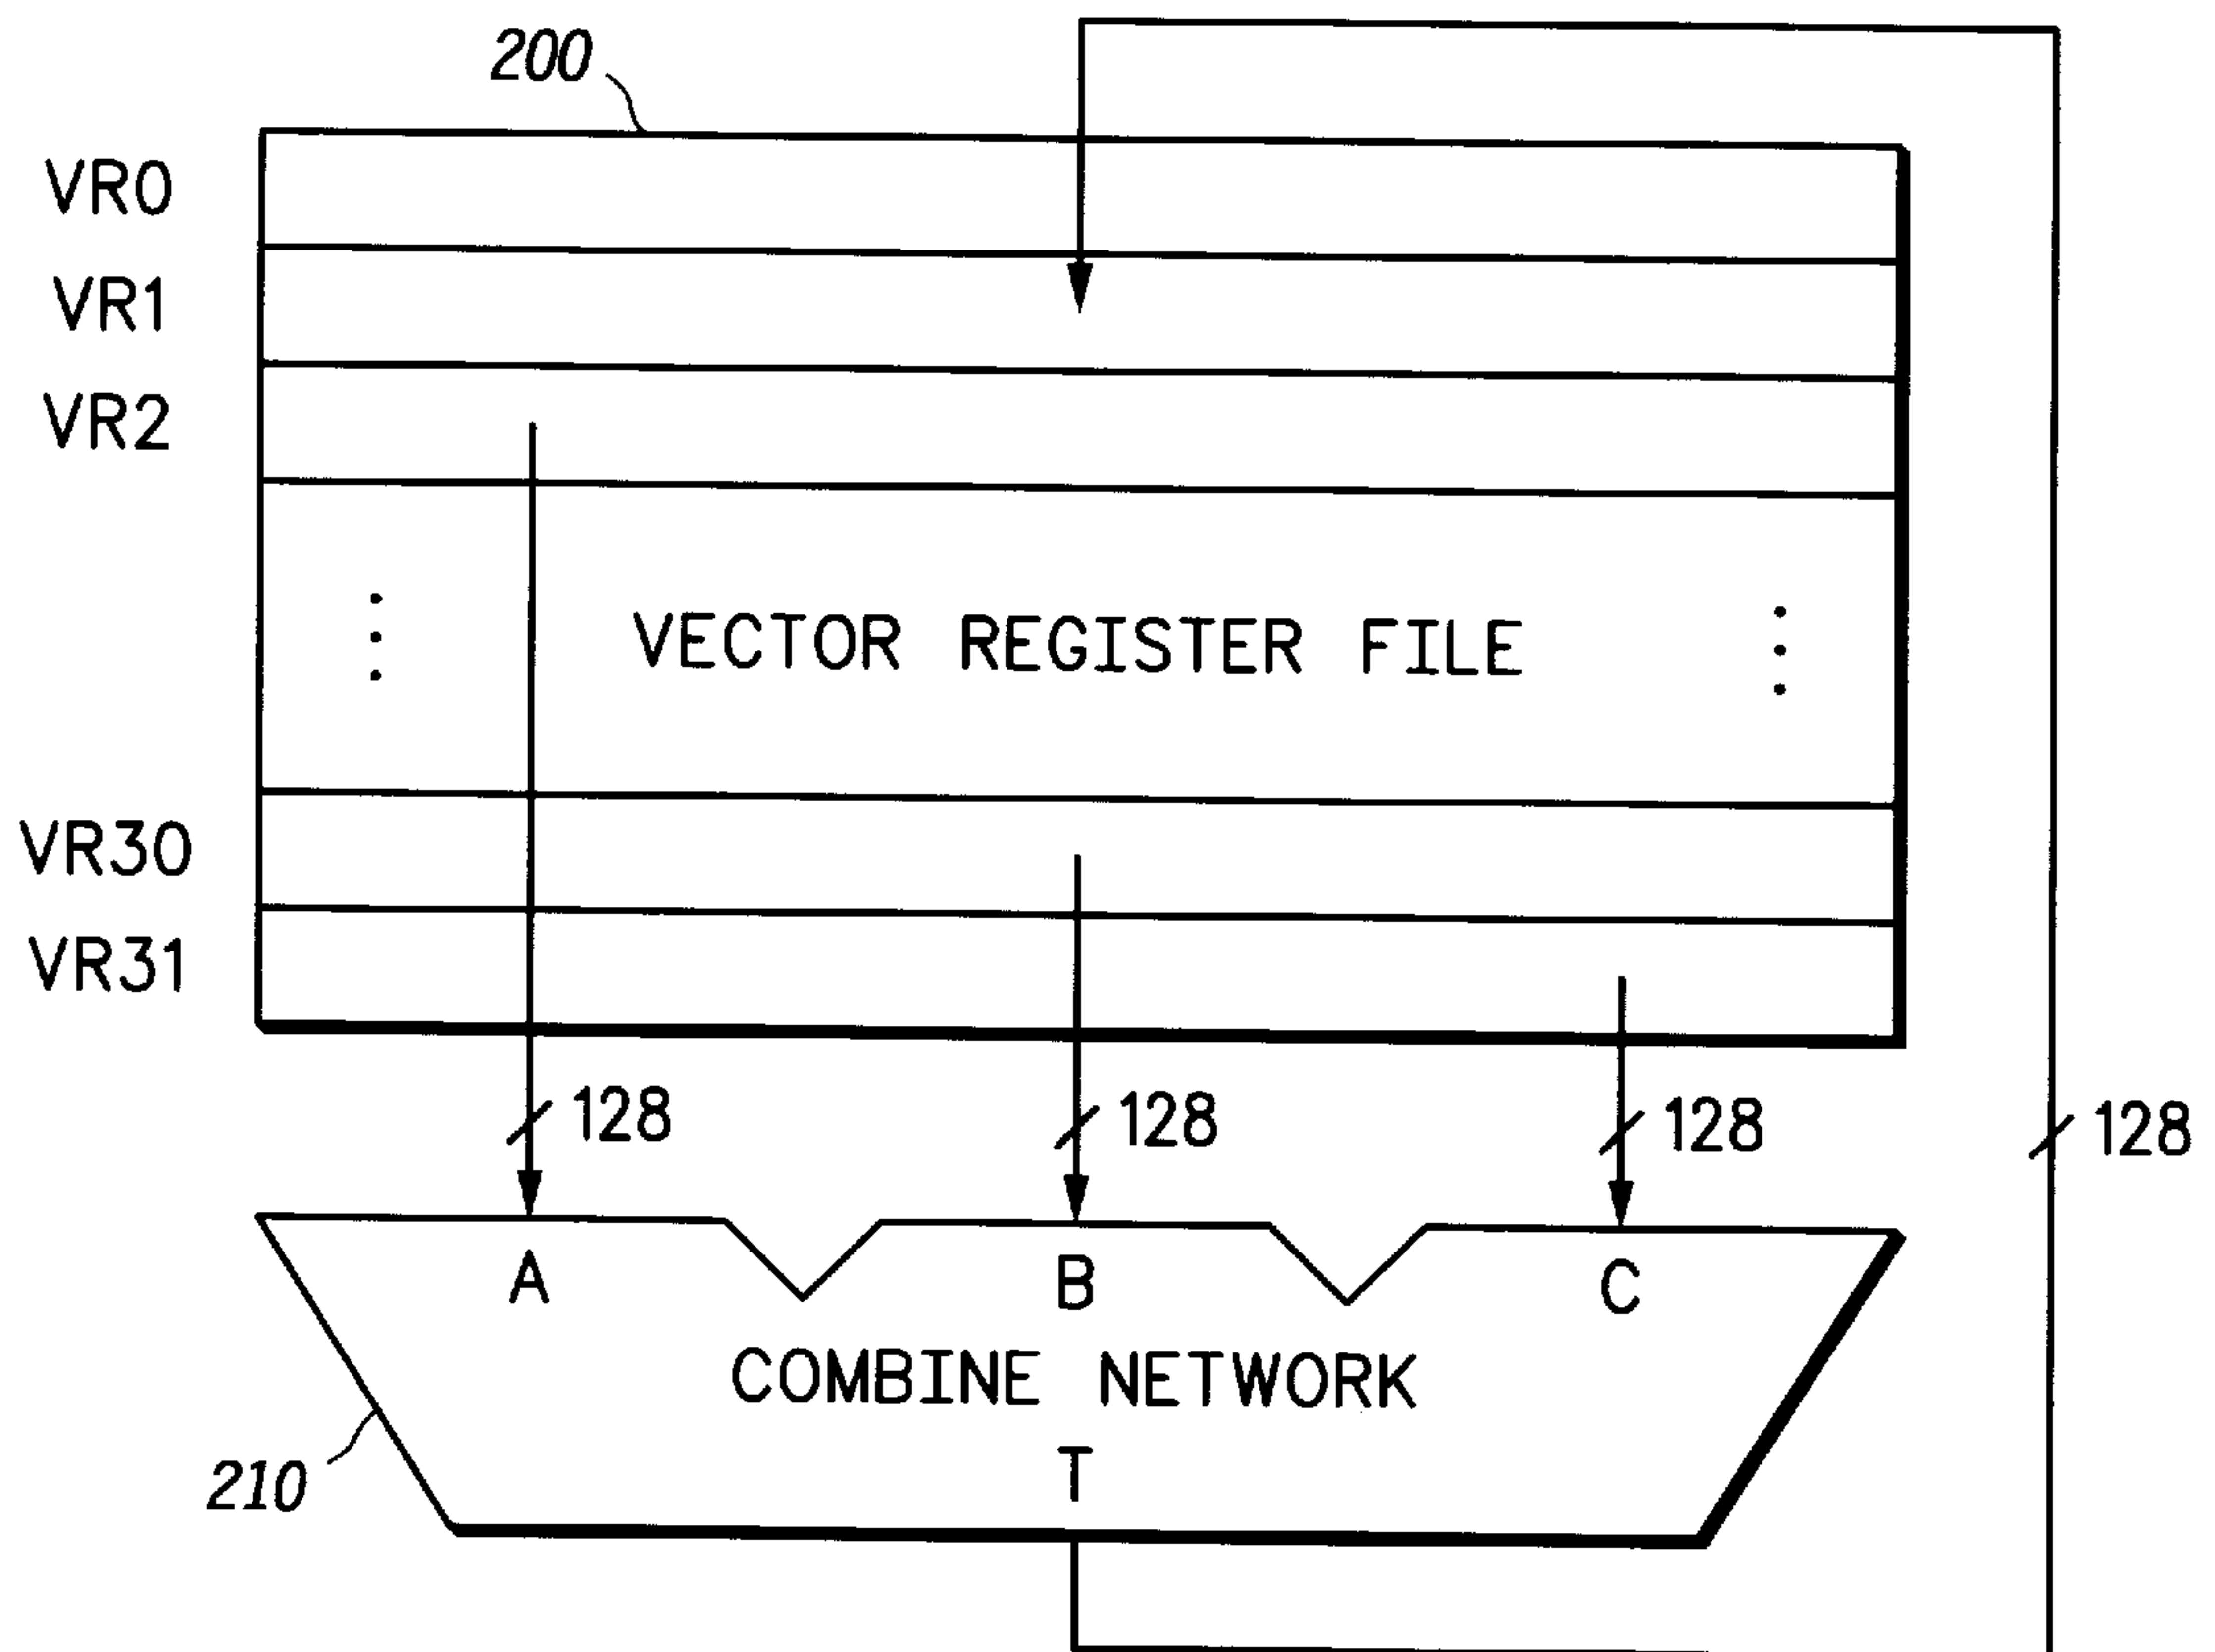 200
VR0
VR1
VR2
VECTOR REGISTER FILE
VR30
VR31
128 128 128 128
A B C
COMBINE NETWORK
T
210